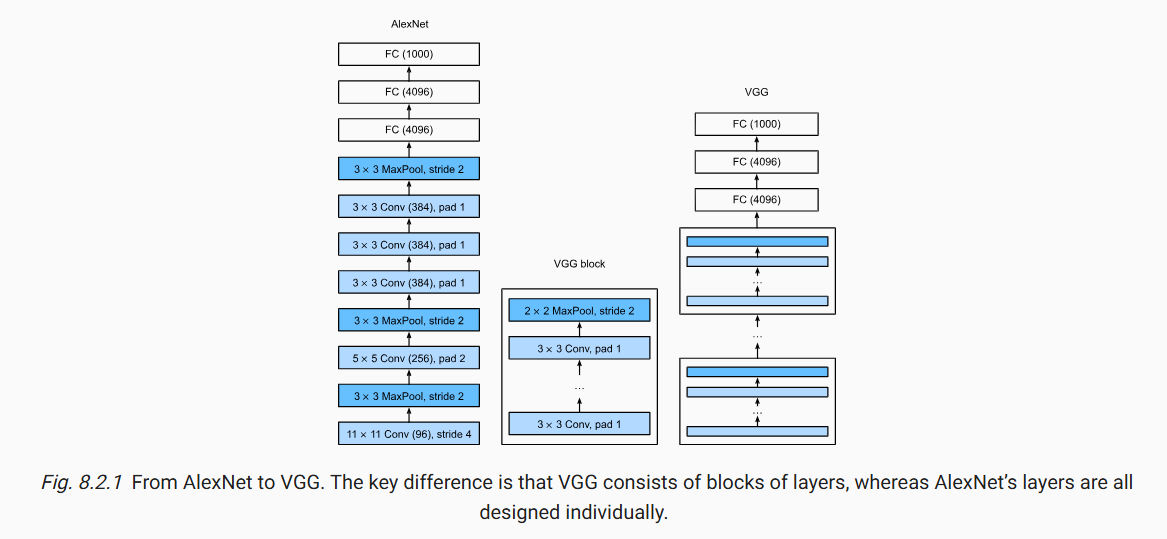 AlexNet
FC (1000)
FC (4096)
FC (4096)
3 × 3 MaxPool, stride 2
3 × 3 Conv (384), pad 1
3 × 3 Conv (384), pad 1
3 × 3 Conv (384), pad 1
3 × 3 MaxPool, stride 2
5 × 5 Conv (256), pad 2
3 × 3 MaxPool, stride 2
11 × 11 Conv (96), stride 4
VGG block
2 × 2 MaxPool, stride 2
3 × 3 Conv, pad 1
...
3 × 3 Conv, pad 1
VGG
FC (1000)
FC (4096)
FC (4096)
...
...
...
Fig. 8.2.1 From AlexNet to VGG. The key difference is that VGG consists of blocks of layers, whereas AlexNet’s layers are all
designed individually.